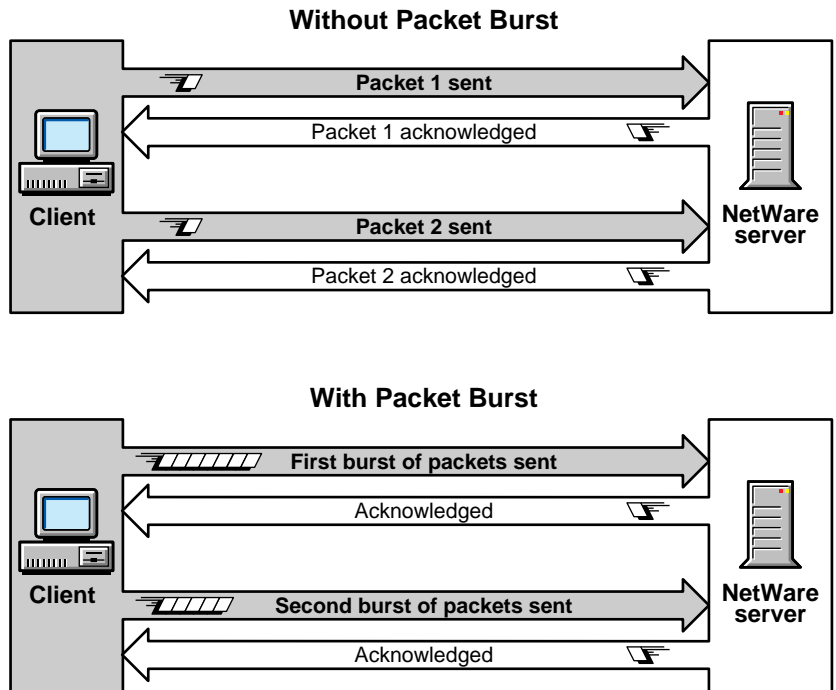 Without Packet Burst
Packet 1 sent
Packet 1 acknowledged
Client
Packet 2 sent
NetWare
server
Packet 2 acknowledged
With Packet Burst
First burst of packets sent
Acknowledged
Client
Second burst of packets sent
NetWare
server
Acknowledged